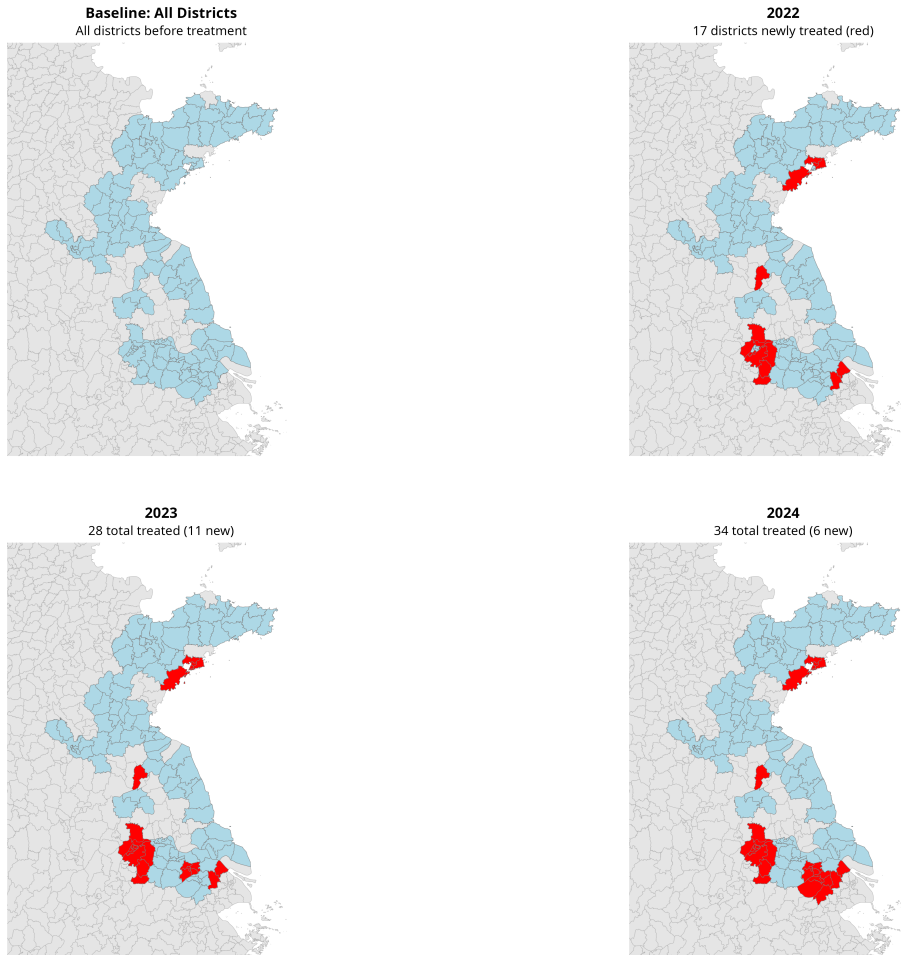 Baseline: All Districts
All districts before treatment
2022
17 districts newly treated (red)
2023
28 total treated (11 new)
2024
34 total treated (6 new)